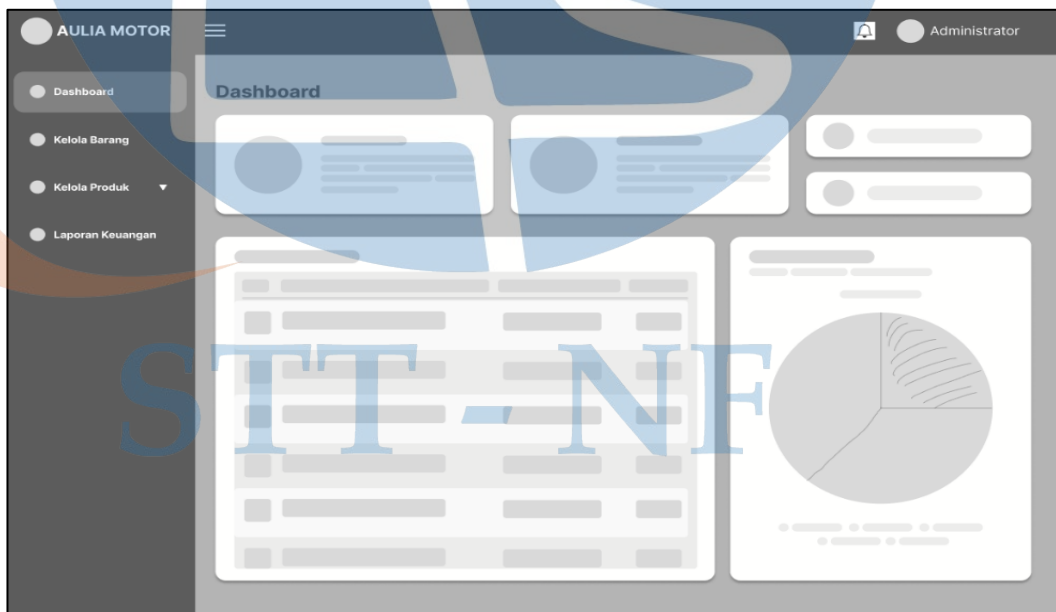 AULIA MOTOR
Administrator
Dashboard
Dashboard
Kelola Barang
Kelola Produk
Laporan Keuangan
STT - NF